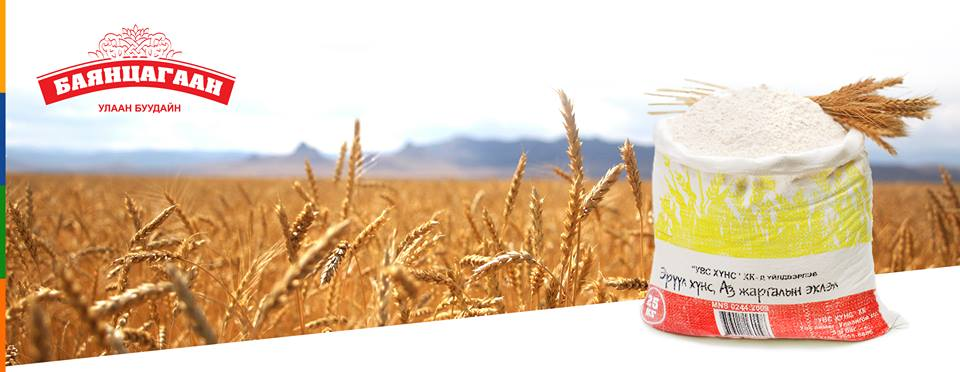 БАЯНЦАГААН
УЛААН БУУДАЙН
"УВС ХҮНС" ХК-д үйлдвэрлэв
Эрүүл хүнс, Аз жаргалын эхлэл
25
КГ
MNS 0244:2009
"УВС ХҮНС" ХК